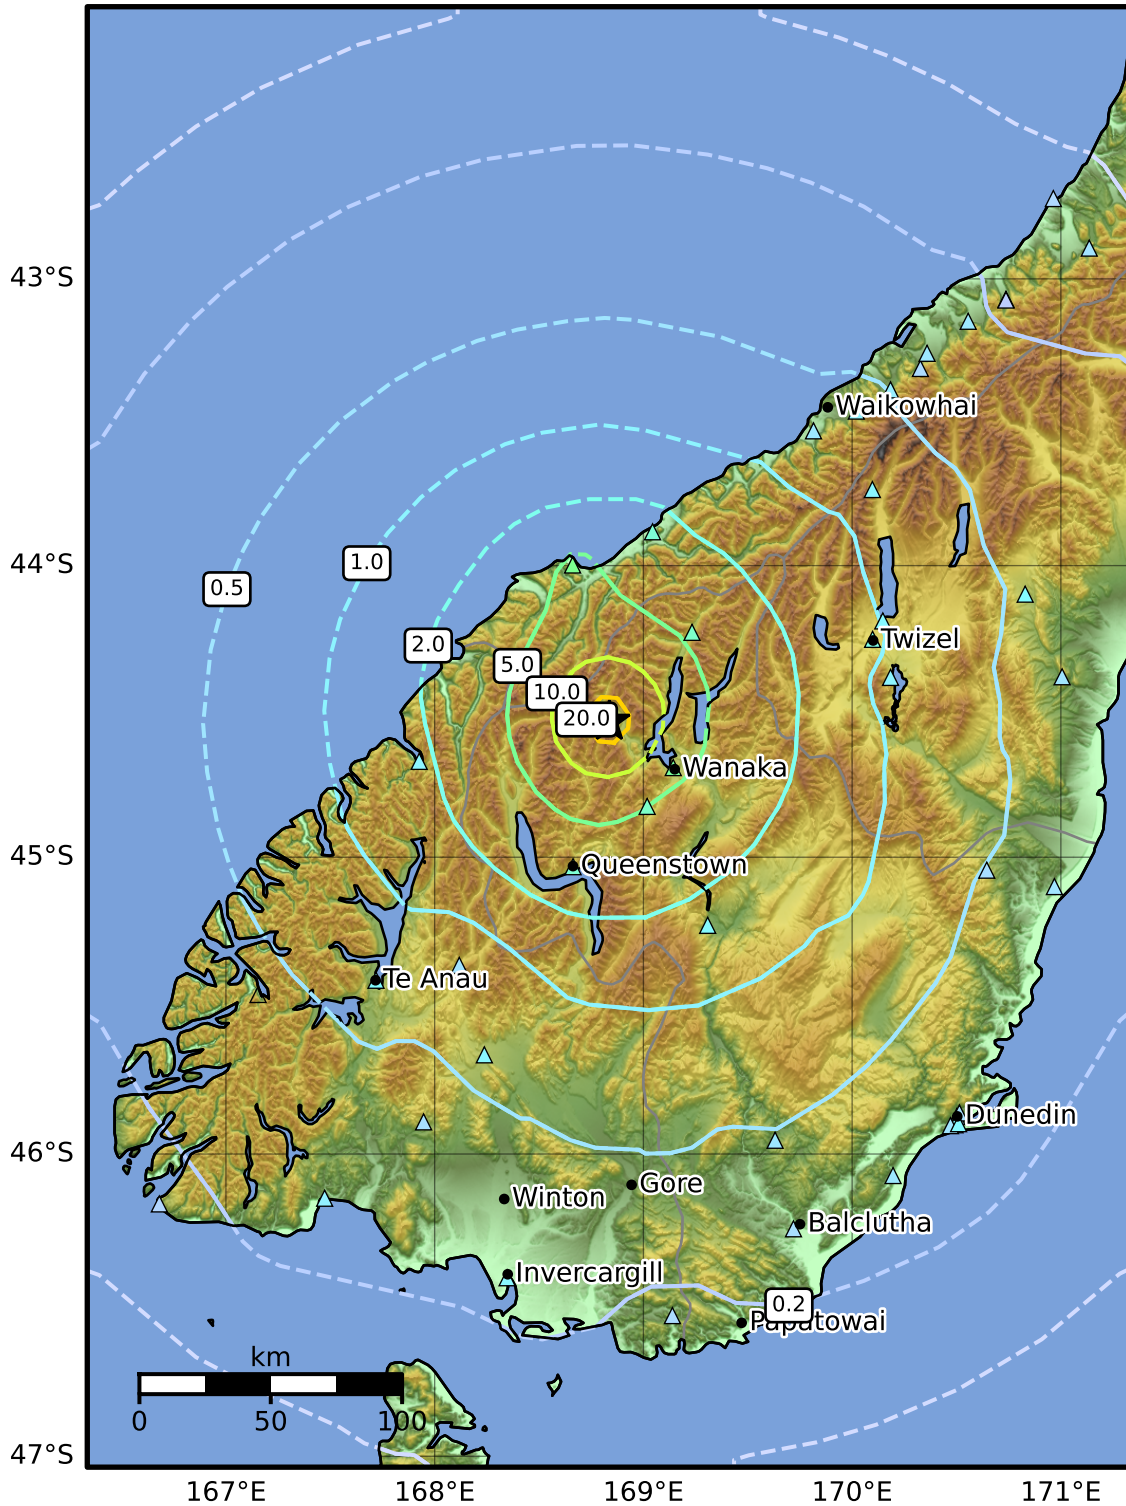 43°S
Waikowhai
44°S
1.0
0.5
Twizel
2.0
5.0
10.0
20.0
Wanaka
45°S
Queenstown
Te Anau
Dunedin
46°S
Gore
Winton
Balclutha
Invercargill
0.2
Papatowai
km
0 50 100
47°S
167°E 168°E 169°E 170°E 171°E